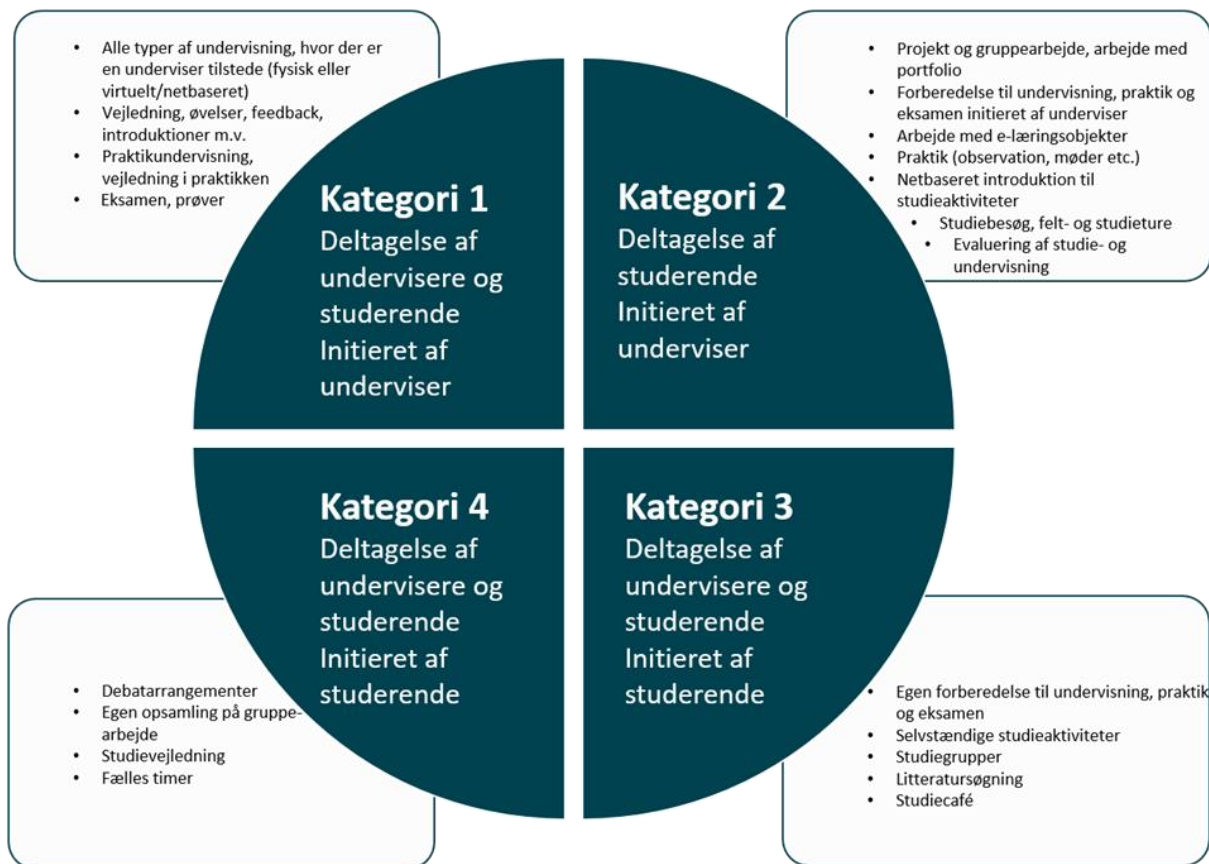 • Alle typer af undervisning, hvor der er
en underviser tilstede (fysisk eller
virtuelt/netbaseret)
• Vejledning, øvelser, feedback,
introduktioner m.v.
• Praktikundervisning,
vejledning i praktikken
• Eksamen, prøver
Kategori 1
Deltagelse af
undervisere og
studerende
Initieret af
underviser
• Projekt og gruppearbejde, arbejde med
portfolio
• Forberedelse til undervisning, praktik og
eksamen initieret af underviser
• Arbejde med e-læringsobjekter
• Praktik (observation, møder etc.)
• Netbaseret introduktion til
studieaktiviteter
• Studiebesøg, felt- og studieture
• Evaluering af studie- og
undervisning
Kategori 2
Deltagelse af
studerende
Initieret af
underviser
Kategori 4
Deltagelse af
undervisere og
studerende
Initieret af
studerende
• Debatarrangementer
• Egen opsamling på gruppe-
arbejde
• Studievejledning
• Fælles timer
Kategori 3
Deltagelse af
undervisere og
studerende
Initieret af
studerende
• Egen forberedelse til undervisning, praktik
og eksamen
• Selvstændige studieaktiviteter
• Studiegrupper
• Litteratursøgning
• Studiecafé